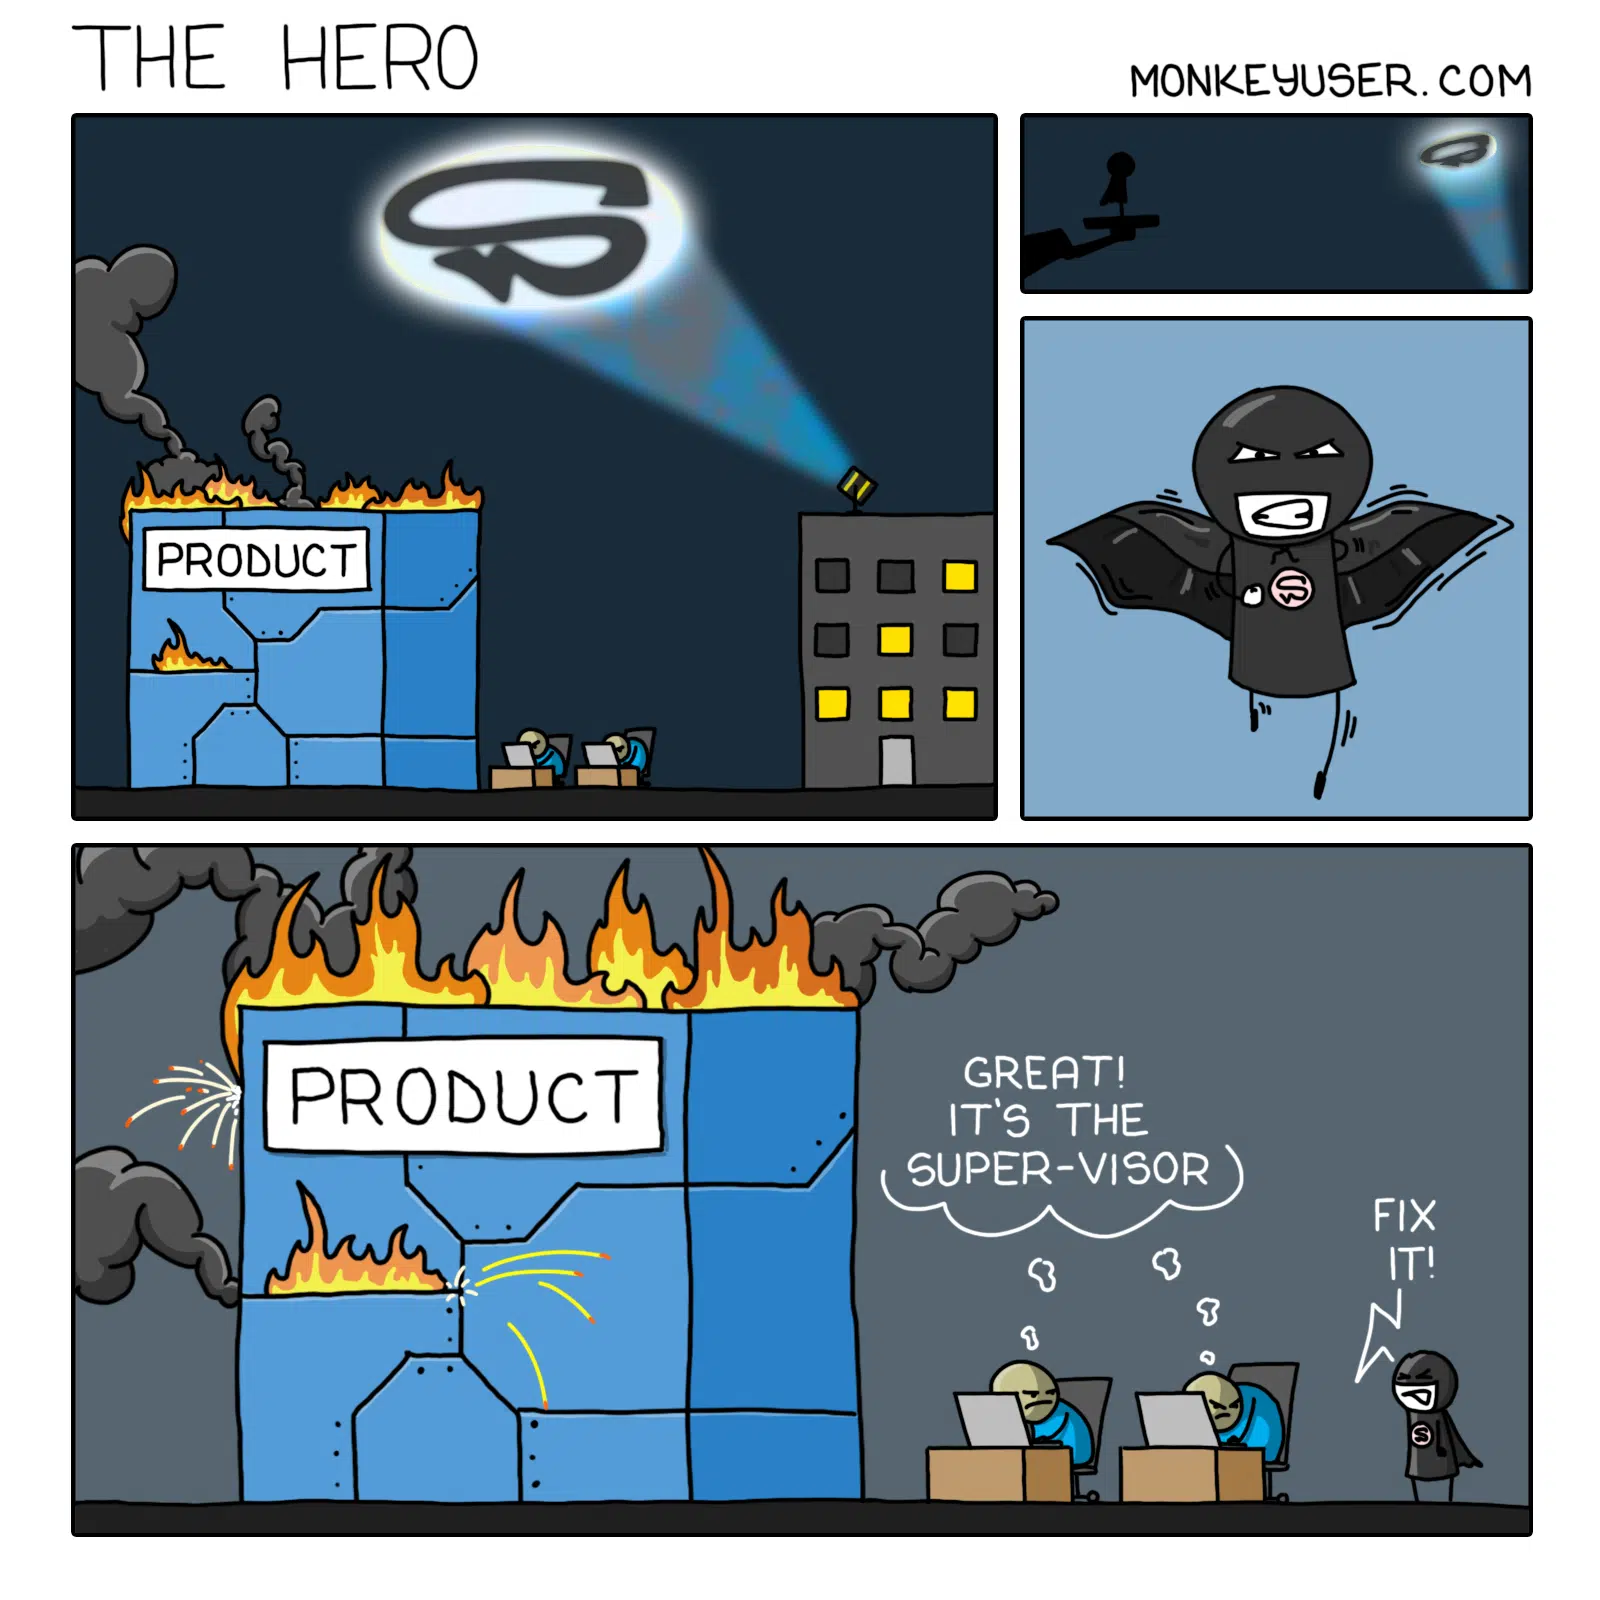 THE HERO
MONKEYUSER.COM
PRODUCT
PRODUCT
GREAT!
IT'S THE
SUPER-VISOR
FIX
IT!